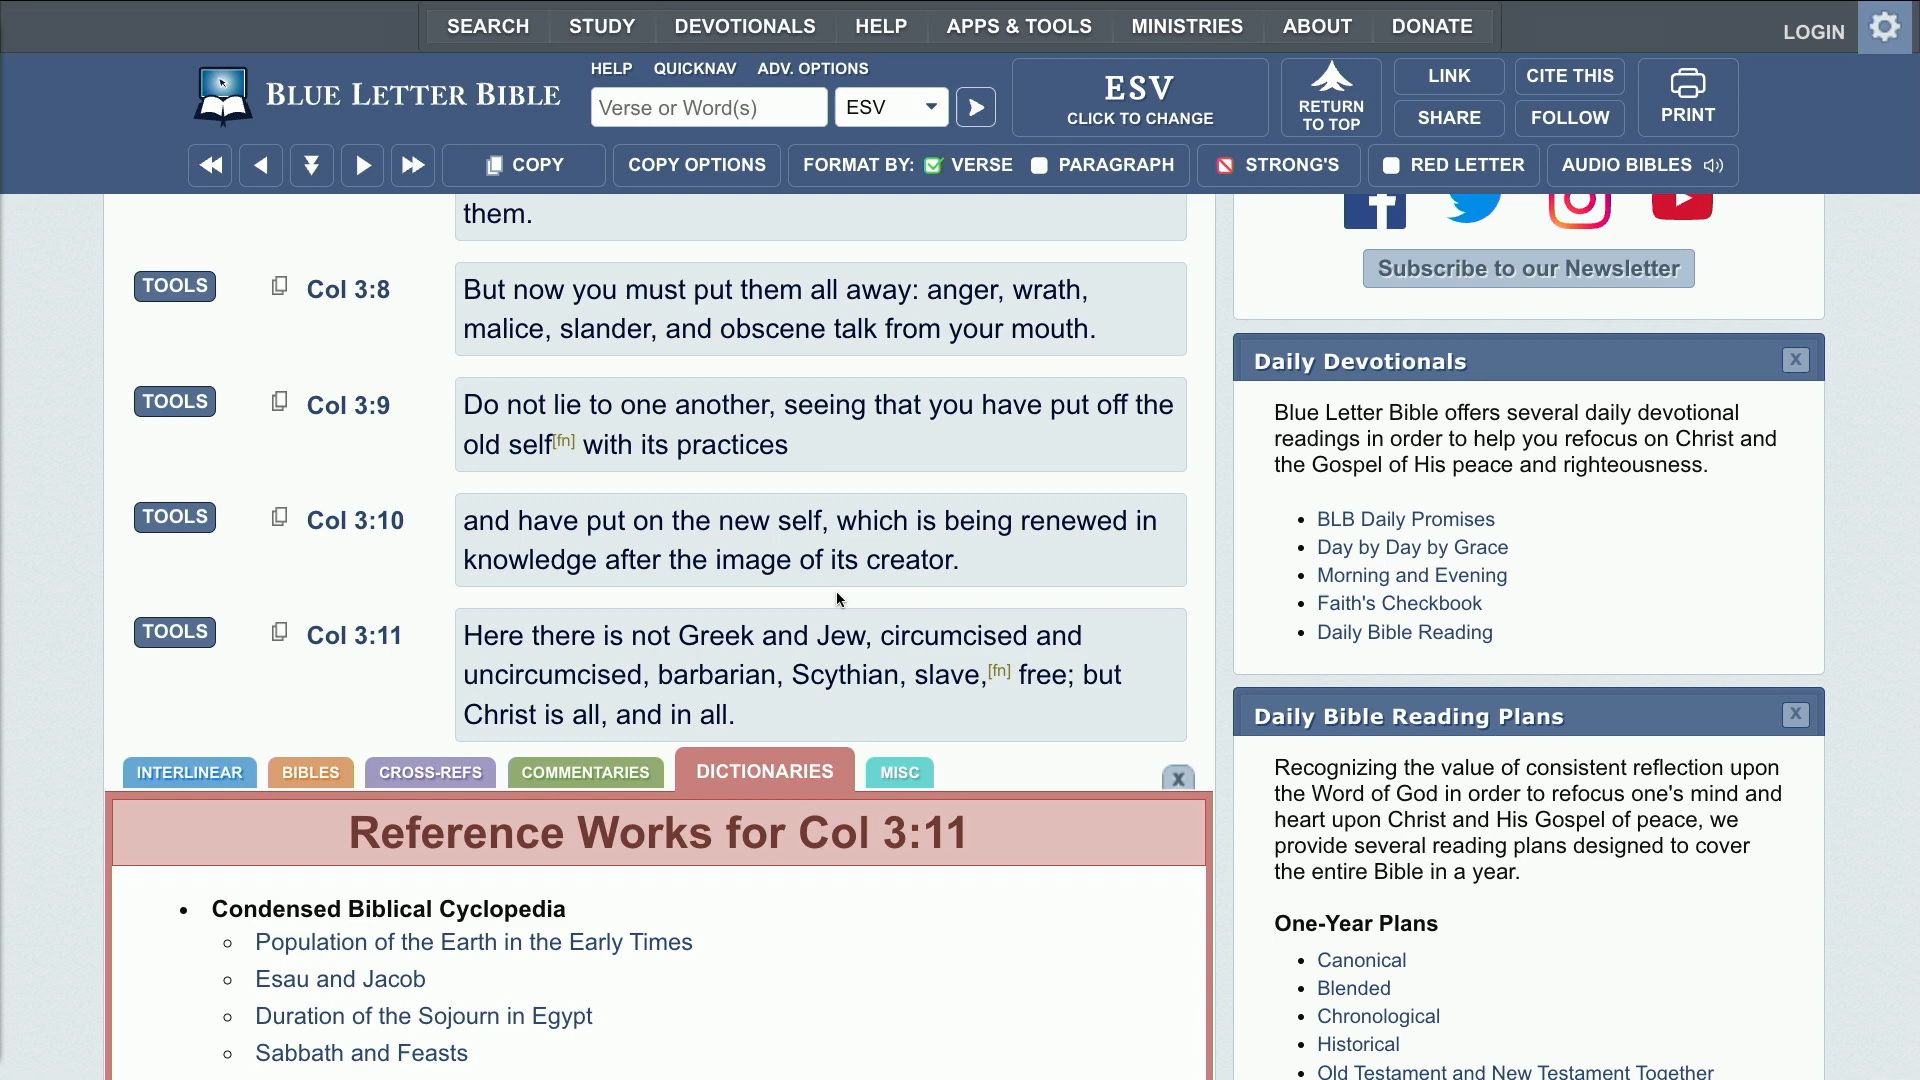 SEARCH STUDY DEVOTIONALS HELP APPS & TOOLS MINISTRIES ABOUT DONATE LOGIN
BLUE LETTER BIBLE
HELP QUICKNAV ADV. OPTIONS
Verse or Word(s) ESV
ESV
CLICK TO CHANGE
RETURN
TO TOP
LINK CITE THIS
SHARE FOLLOW
PRINT
COPY COPY OPTIONS FORMAT BY: VERSE PARAGRAPH STRONG'S RED LETTER AUDIO BIBLES
them.
TOOLS Col 3:8 But now you must put them all away: anger, wrath,
malice, slander, and obscene talk from your mouth.
TOOLS Col 3:9 Do not lie to one another, seeing that you have put off the
old self[fn] with its practices
TOOLS Col 3:10 and have put on the new self, which is being renewed in
knowledge after the image of its creator.
TOOLS Col 3:11 Here there is not Greek and Jew, circumcised and
uncircumcised, barbarian, Scythian, slave,[fn] free; but
Christ is all, and in all.
INTERLINEAR BIBLES CROSS-REFS COMMENTARIES DICTIONARIES MISC X
Reference Works for Col 3:11
• Condensed Biblical Cyclopedia
Population of the Earth in the Early Times
Esau and Jacob
Duration of the Sojourn in Egypt
Sabbath and Feasts
Subscribe to our Newsletter
Daily Devotionals X
Blue Letter Bible offers several daily devotional
readings in order to help you refocus on Christ and
the Gospel of His peace and righteousness.
• BLB Daily Promises
• Day by Day by Grace
• Morning and Evening
• Faith's Checkbook
• Daily Bible Reading
Daily Bible Reading Plans X
Recognizing the value of consistent reflection upon
the Word of God in order to refocus one's mind and
heart upon Christ and His Gospel of peace, we
provide several reading plans designed to cover
the entire Bible in a year.
One-Year Plans
• Canonical
• Blended
• Chronological
• Historical
• Old Testament and New Testament Together